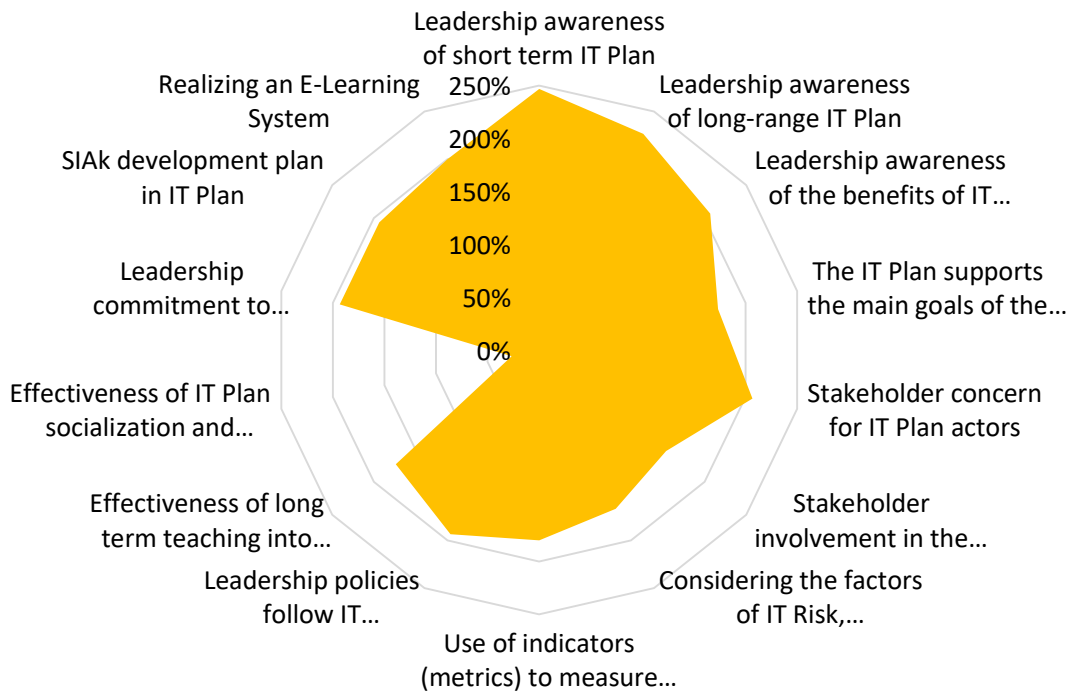 Leadership awareness
of short term IT Plan
Leadership awareness
of long-range IT Plan
Leadership awareness
of the benefits of IT…
The IT Plan supports
the main goals of the…
Stakeholder concern
for IT Plan actors
Stakeholder
involvement in the…
Considering the factors
of IT Risk,…
Use of indicators
(metrics) to measure…
Leadership policies
follow IT…
Effectiveness of long
term teaching into…
Effectiveness of IT Plan
socialization and…
Leadership
commitment to…
SIAk development plan
in IT Plan
Realizing an E-Learning
System
250%
200%
150%
100%
50%
0%